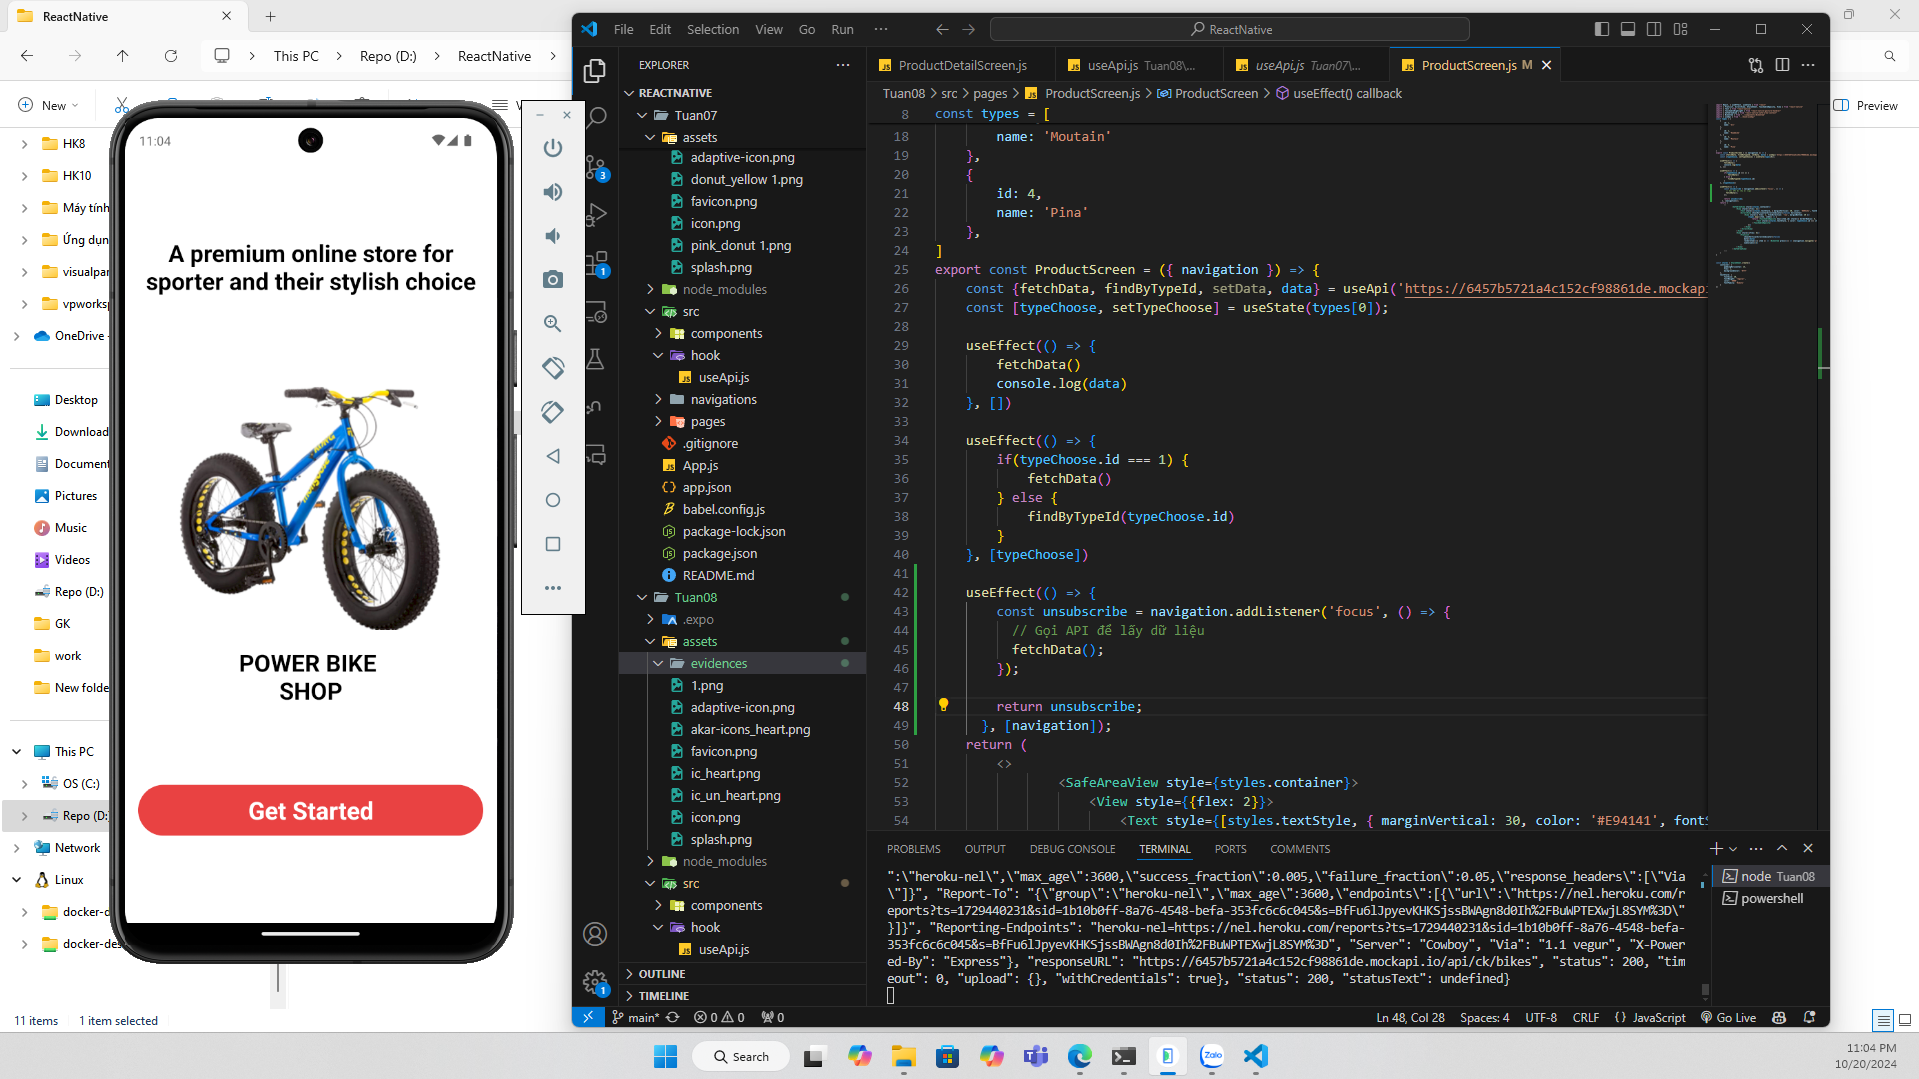 ReactNative
This PC
Repo (D:)
ReactNative
New
Preview
HK8
HK10
Máy tính
Ứng dụn
visualpar
vpworksp
OneDrive -
Desktop
Download
Document
Pictures
Music
Videos
Repo (D:)
GK
work
New folde
This PC
OS (C:)
Repo (D:)
Network
Linux
docker-d
docker-des
11 items
1 item selected
11:04
A premium online store for
sporter and their stylish choice
POWER BIKE
SHOP
Get Started
File Edit Selection View Go Run ···
ReactNative
EXPLORER
REACTNATIVE
Tuan07
assets
adaptive-icon.png
donut_yellow 1.png
favicon.png
icon.png
pink_donut 1.png
splash.png
node_modules
src
components
hook
useApi.js
navigations
pages
.gitignore
App.js
app.json
babel.config.js
package-lock.json
package.json
README.md
Tuan08
.expo
assets
evidences
1.png
adaptive-icon.png
akar-icons_heart.png
favicon.png
ic_heart.png
ic_un_heart.png
icon.png
splash.png
node_modules
src
components
hook
useApi.js
OUTLINE
TIMELINE
3
1
1
ProductDetailScreen.js
useApi.js Tuan08\...
useApi.js Tuan07\...
ProductScreen.js M
Tuan08 > src > pages > ProductScreen.js > ProductScreen > useEffect() callback
8 const types = [
18 name: 'Moutain'
19 },
20 {
21 id: 4,
22 name: 'Pina'
23 },
24 ]
25 export const ProductScreen = ({ navigation }) => {
26 const {fetchData, findByTypeId, setData, data} = useApi('https://6457b5721a4c152cf98861de.mockapi
27 const [typeChoose, setTypeChoose] = useState(types[0]);
28
29 useEffect(() => {
30 fetchData()
31 console.log(data)
32 }, [])
33
34 useEffect(() => {
35 if(typeChoose.id === 1) {
36 fetchData()
37 } else {
38 findByTypeId(typeChoose.id)
39 }
40 }, [typeChoose])
41
42 useEffect(() => {
43 const unsubscribe = navigation.addListener('focus', () => {
44 // Gọi API để lấy dữ liệu
45 fetchData();
46 });
47
48 return unsubscribe;
49 }, [navigation]);
50 return (
51 <>
52 <SafeAreaView style={styles.container}>
53 <View style={{flex: 2}}>
54 <Text style={[styles.textStyle, { marginVertical: 30, color: '#E94141', fontS
PROBLEMS OUTPUT DEBUG CONSOLE TERMINAL PORTS COMMENTS
":\"heroku-nel\",\"max_age\":3600,\"success_fraction\":0.005,\"failure_fraction\":0.05,\"response_headers\":[\"Via
\"]}", "Report-To": "{\"group\":\"heroku-nel\",\"max_age\":3600,\"endpoints\":[{\"url\":\"https://nel.heroku.com/r
eports?ts=1729440231&sid=1b10b0ff-8a76-4548-befa-353fc6c6c045&s=BfFu6lJpyevKHKSjssBWAgn8d0Ih%2FBuWPTEXwjL8SYM%3D\"
}]}", "Reporting-Endpoints": "heroku-nel=https://nel.heroku.com/reports?ts=1729440231&sid=1b10b0ff-8a76-4548-befa-
353fc6c6c045&s=BfFu6lJpyevKHKSjssBWAgn8d0Ih%2FBuWPTEXwjL8SYM%3D", "Server": "Cowboy", "Via": "1.1 vegur", "X-Power
ed-By": "Express"}, "responseURL": "https://6457b5721a4c152cf98861de.mockapi.io/api/ck/bikes", "status": 200, "tim
eout": 0, "upload": {}, "withCredentials": true}, "status": 200, "statusText": undefined}
node Tuan08
powershell
main* 0 0 0
Ln 48, Col 28 Spaces: 4 UTF-8 CRLF {} JavaScript Go Live
Search
Zalo
11:04 PM
10/20/2024